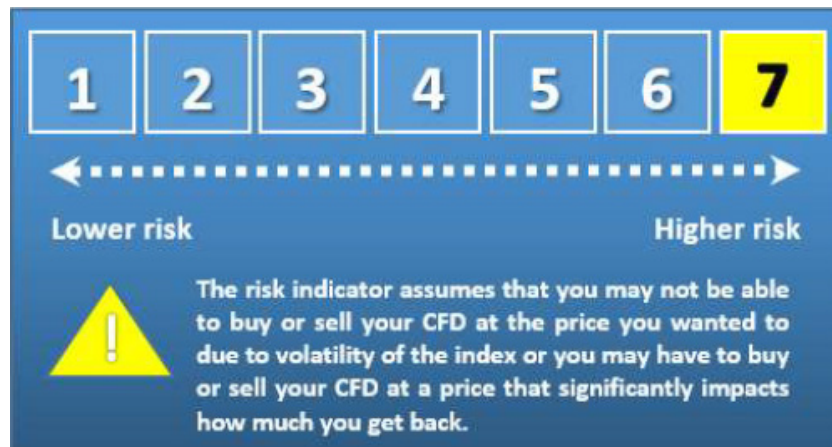 1 2 3 4 5 6 7
Lower risk Higher risk
!
The risk indicator assumes that you may not be able
to buy or sell your CFD at the price you wanted to
due to volatility of the index or you may have to buy
or sell your CFD at a price that significantly impacts
how much you get back.